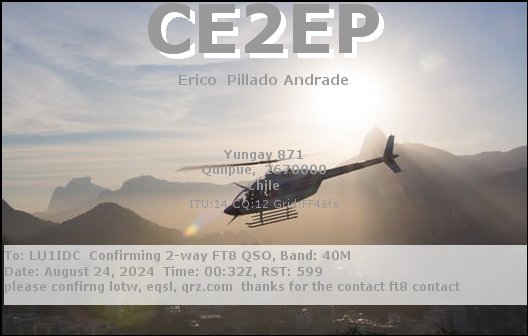 CE2EP
Erico Pillado Andrade
Yungay 871
Quilpue, 2670000
Chile
ITU:14 CQ:12 Grid:FF46fx
To: LU1IDC Confirming 2-way FT8 QSO, Band: 40M
Date: August 24, 2024 Time: 00:32Z, RST: 599
please confirng lotw, eqsl, qrz.com thanks for the contact ft8 contact